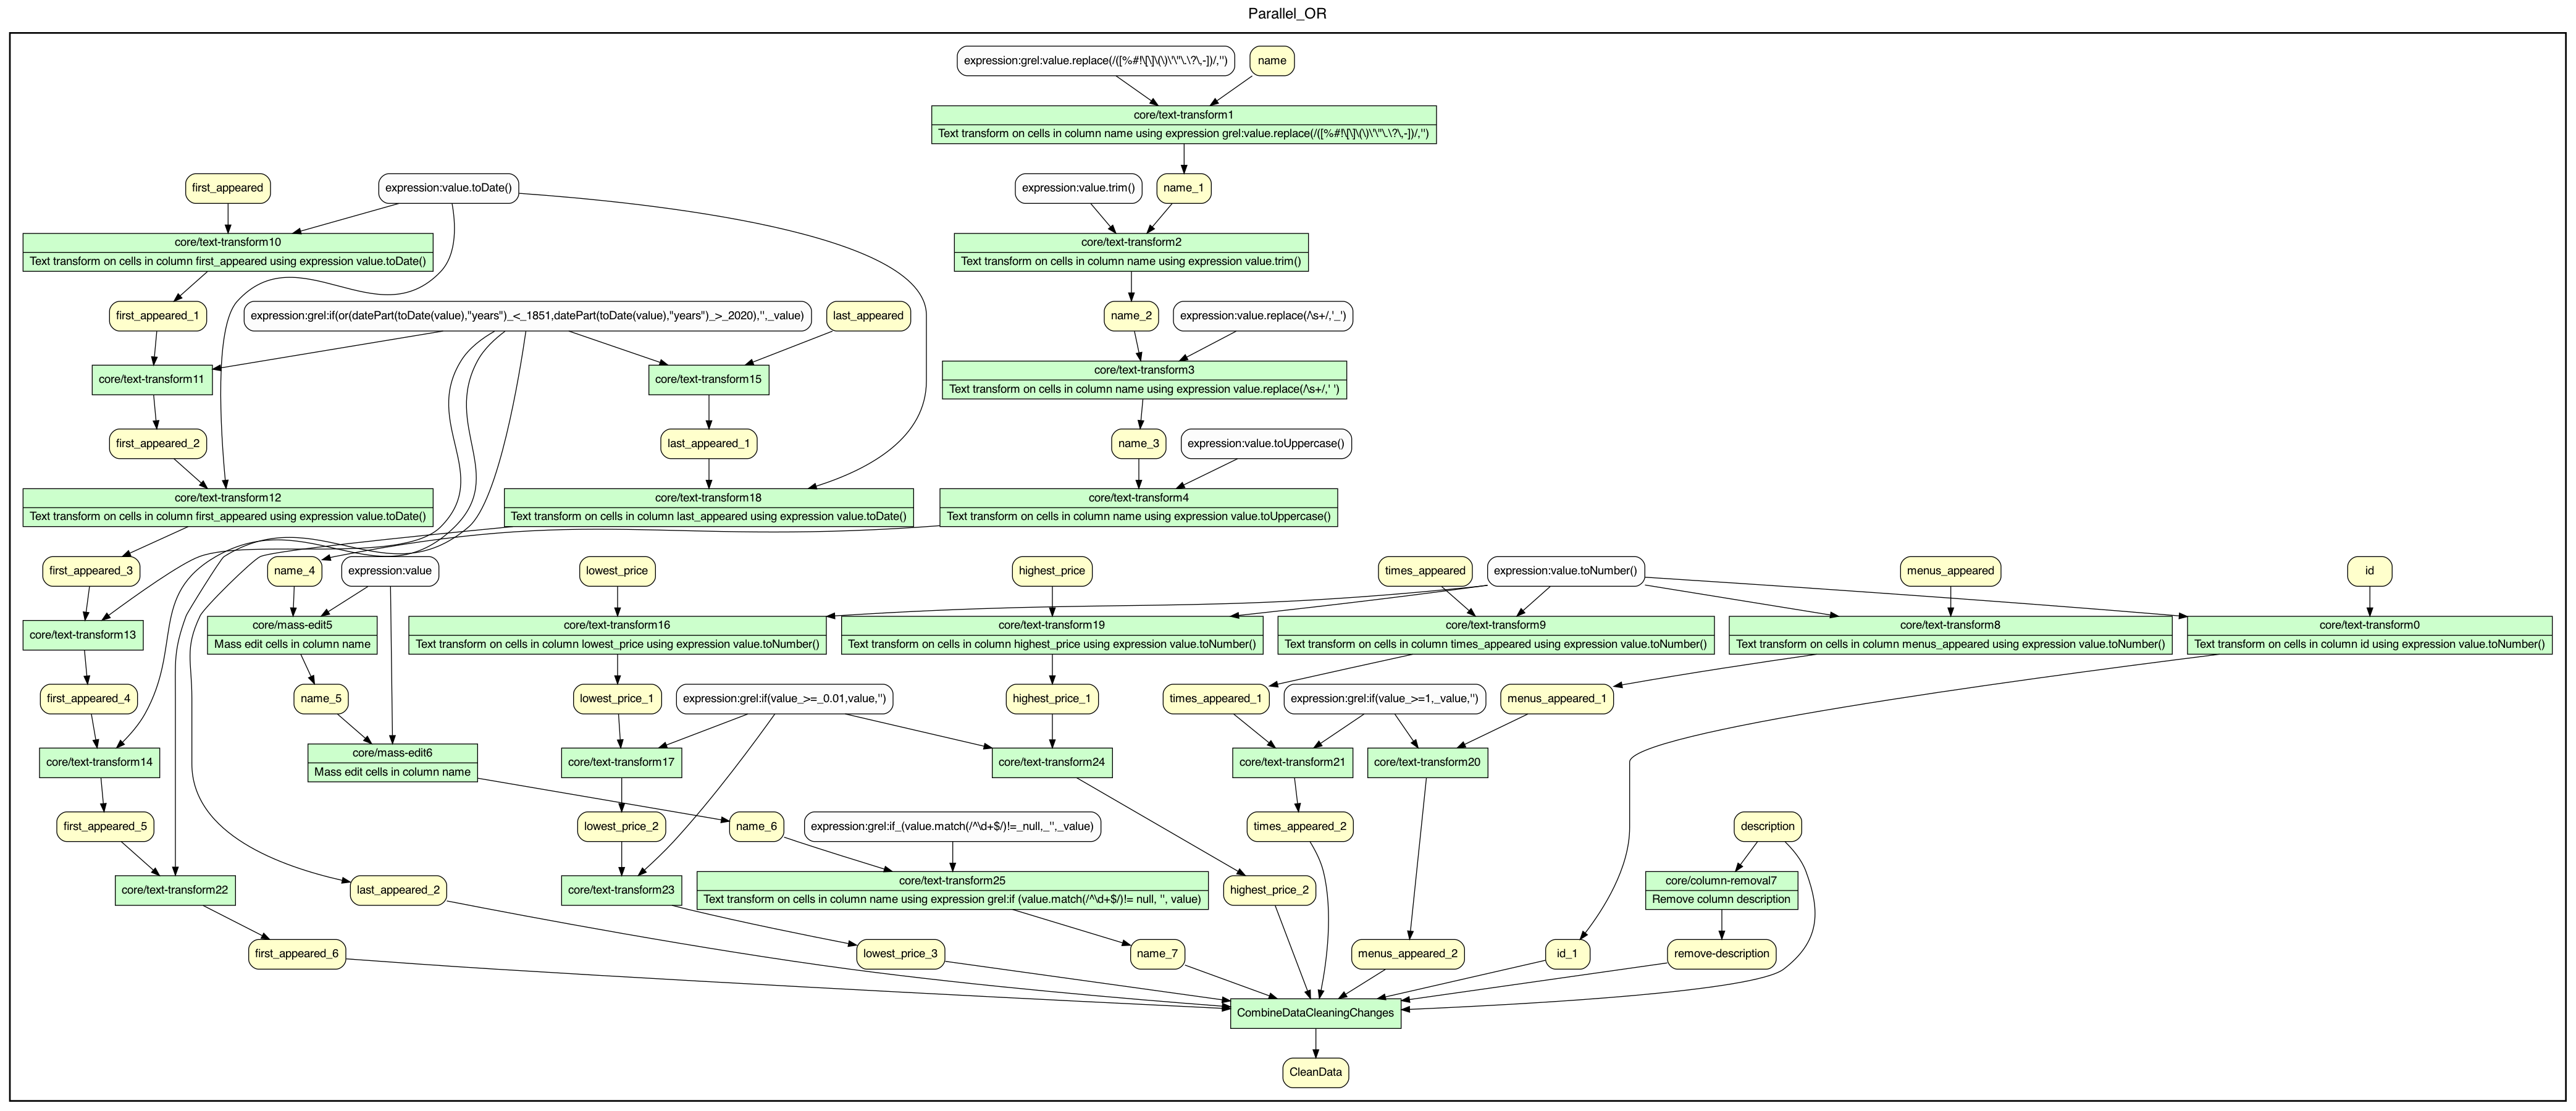 Parallel_OR
expression:grel:value.replace(/([%#!\[\]\(\)\'\"\.\?\,-])/,'')
name
core/text-transform1
Text transform on cells in column name using expression grel:value.replace(/([%#!\[\]\(\)\'\"\.\?\,-])/,'')
first_appeared
expression:value.toDate()
expression:value.trim()
name_1
core/text-transform10
Text transform on cells in column first_appeared using expression value.toDate()
core/text-transform2
Text transform on cells in column name using expression value.trim()
first_appeared_1
expression:grel:if(or(datePart(toDate(value),"years")_<_1851,datePart(toDate(value),"years")_>_2020),'',_value)
last_appeared
name_2
expression:value.replace(/\s+/,'_')
core/text-transform11
core/text-transform15
core/text-transform3
Text transform on cells in column name using expression value.replace(/\s+/,' ')
first_appeared_2
last_appeared_1
name_3
expression:value.toUppercase()
core/text-transform12
Text transform on cells in column first_appeared using expression value.toDate()
core/text-transform18
Text transform on cells in column last_appeared using expression value.toDate()
core/text-transform4
Text transform on cells in column name using expression value.toUppercase()
first_appeared_3
name_4
expression:value
lowest_price
highest_price
times_appeared
expression:value.toNumber()
menus_appeared
id
core/text-transform13
core/mass-edit5
Mass edit cells in column name
core/text-transform16
Text transform on cells in column lowest_price using expression value.toNumber()
core/text-transform19
Text transform on cells in column highest_price using expression value.toNumber()
core/text-transform9
Text transform on cells in column times_appeared using expression value.toNumber()
core/text-transform8
Text transform on cells in column menus_appeared using expression value.toNumber()
core/text-transform0
Text transform on cells in column id using expression value.toNumber()
first_appeared_4
name_5
lowest_price_1
expression:grel:if(value_>=_0.01,value,'')
highest_price_1
times_appeared_1
expression:grel:if(value_>=1,_value,'')
menus_appeared_1
core/text-transform14
core/mass-edit6
Mass edit cells in column name
core/text-transform17
core/text-transform24
core/text-transform21
core/text-transform20
first_appeared_5
lowest_price_2
name_6
expression:grel:if_(value.match(/^\d+$/)!=_null,_'',_value)
times_appeared_2
description
core/text-transform22
last_appeared_2
core/text-transform23
core/text-transform25
Text transform on cells in column name using expression grel:if (value.match(/^\d+$/)!= null, '', value)
highest_price_2
core/column-removal7
Remove column description
first_appeared_6
lowest_price_3
name_7
menus_appeared_2
id_1
remove-description
CombineDataCleaningChanges
CleanData